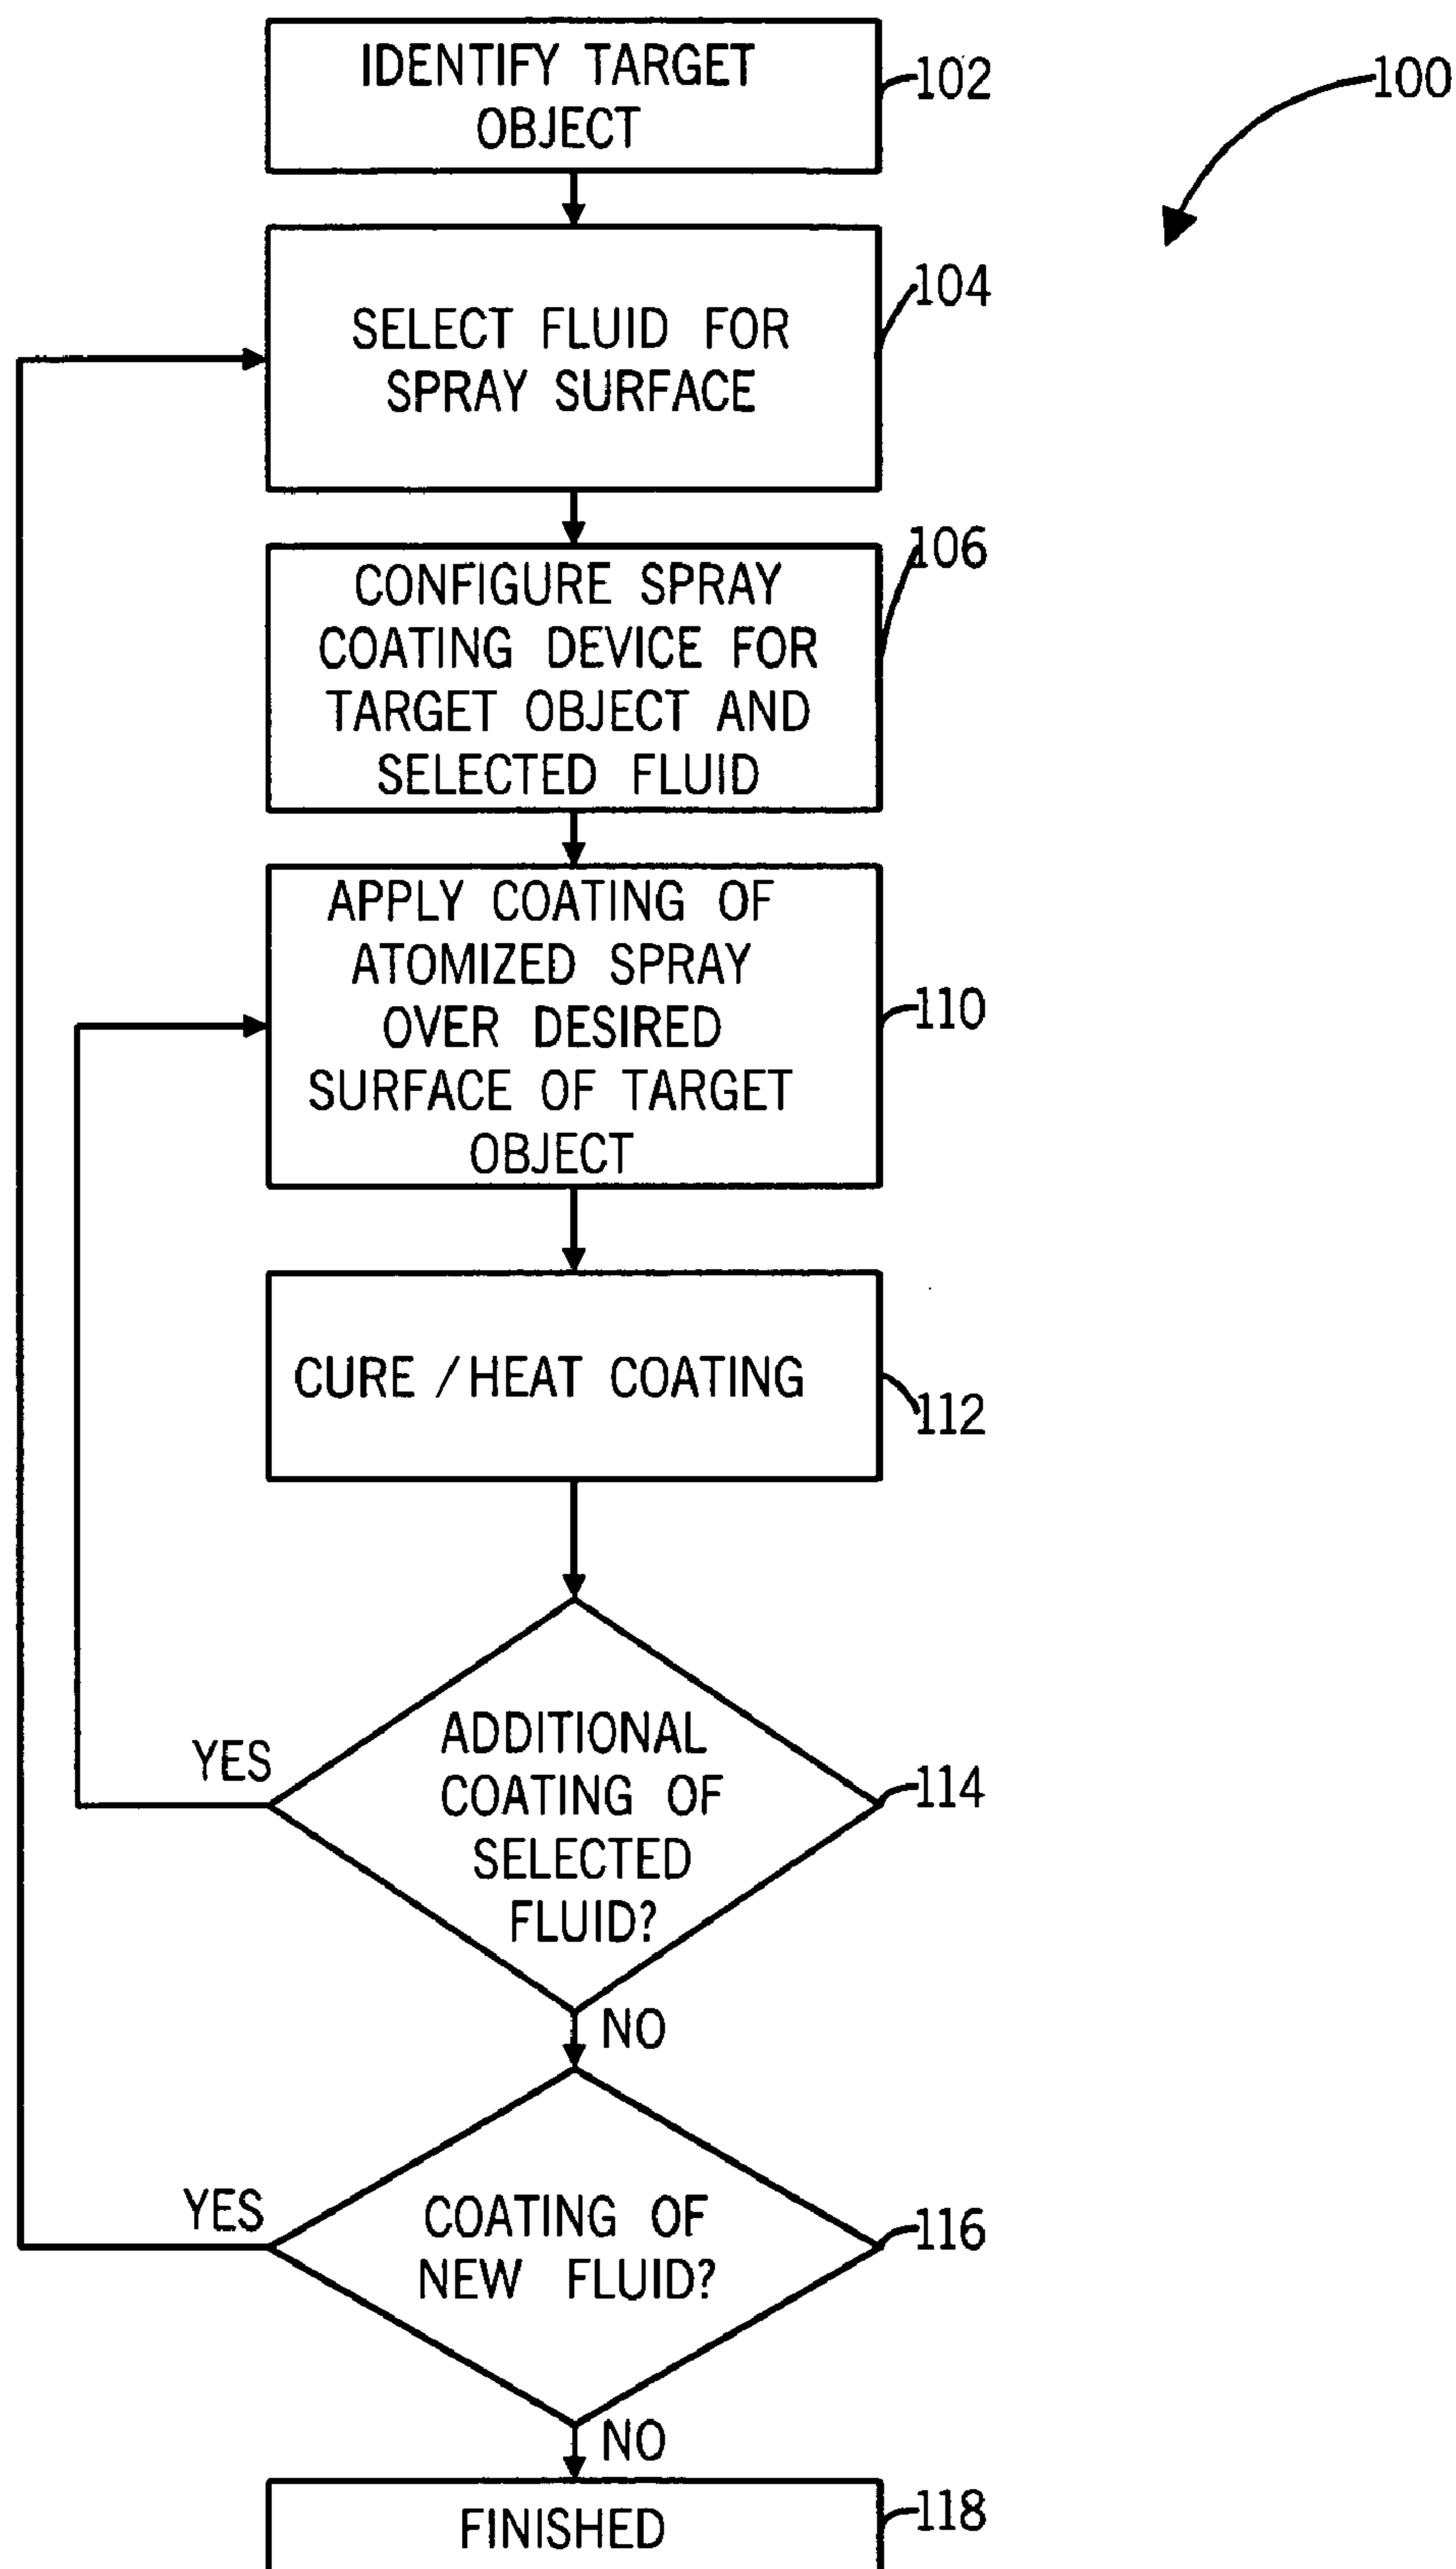 IDENTIFY TARGET
OBJECT
102
100
SELECT FLUID FOR
SPRAY SURFACE
104
CONFIGURE SPRAY
COATING DEVICE FOR
TARGET OBJECT AND
SELECTED FLUID
106
APPLY COATING OF
ATOMIZED SPRAY
OVER DESIRED
SURFACE OF TARGET
OBJECT
110
CURE / HEAT COATING
112
ADDITIONAL
COATING OF
SELECTED
FLUID?
YES
114
NO
COATING OF
NEW FLUID?
YES
116
NO
FINISHED
118